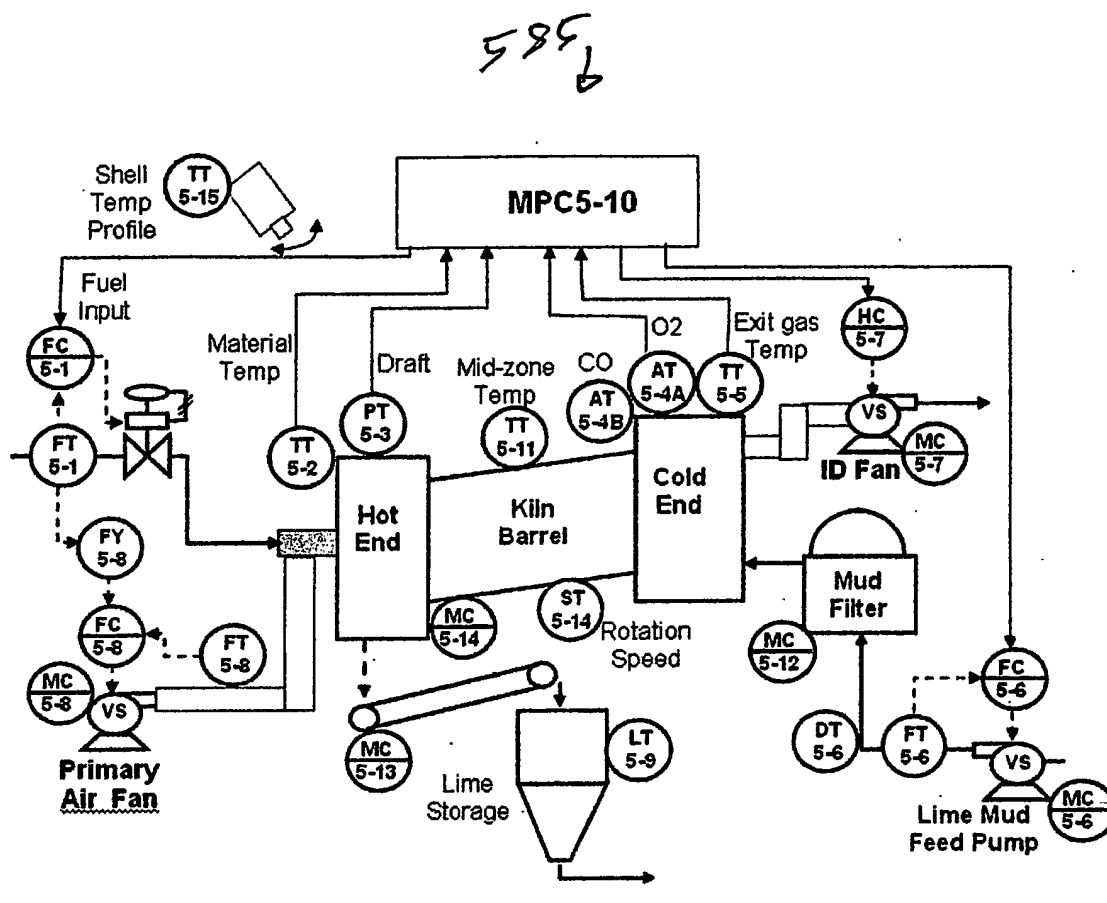 585
MPC5-10
Shell
Temp
Profile
TT
5-15
Fuel
Input
FC
5-1
FT
5-1
FY
5-8
FC
5-8
FT
5-8
MC
5-8
VS
Primary
Air Fan
Material
Temp
TT
5-2
Draft
PT
5-3
Mid-zone
Temp
TT
5-11
CO
AT
5-4B
O2
AT
5-4A
Exit gas
Temp
TT
5-5
HC
5-7
VS
MC
5-7
ID Fan
Hot
End
Kiln
Barrel
Cold
End
MC
5-14
ST
5-14
Rotation
Speed
Mud
Filter
MC
5-12
MC
5-13
Lime
Storage
LT
5-9
DT
5-6
FT
5-6
FC
5-6
VS
MC
5-6
Lime Mud
Feed Pump